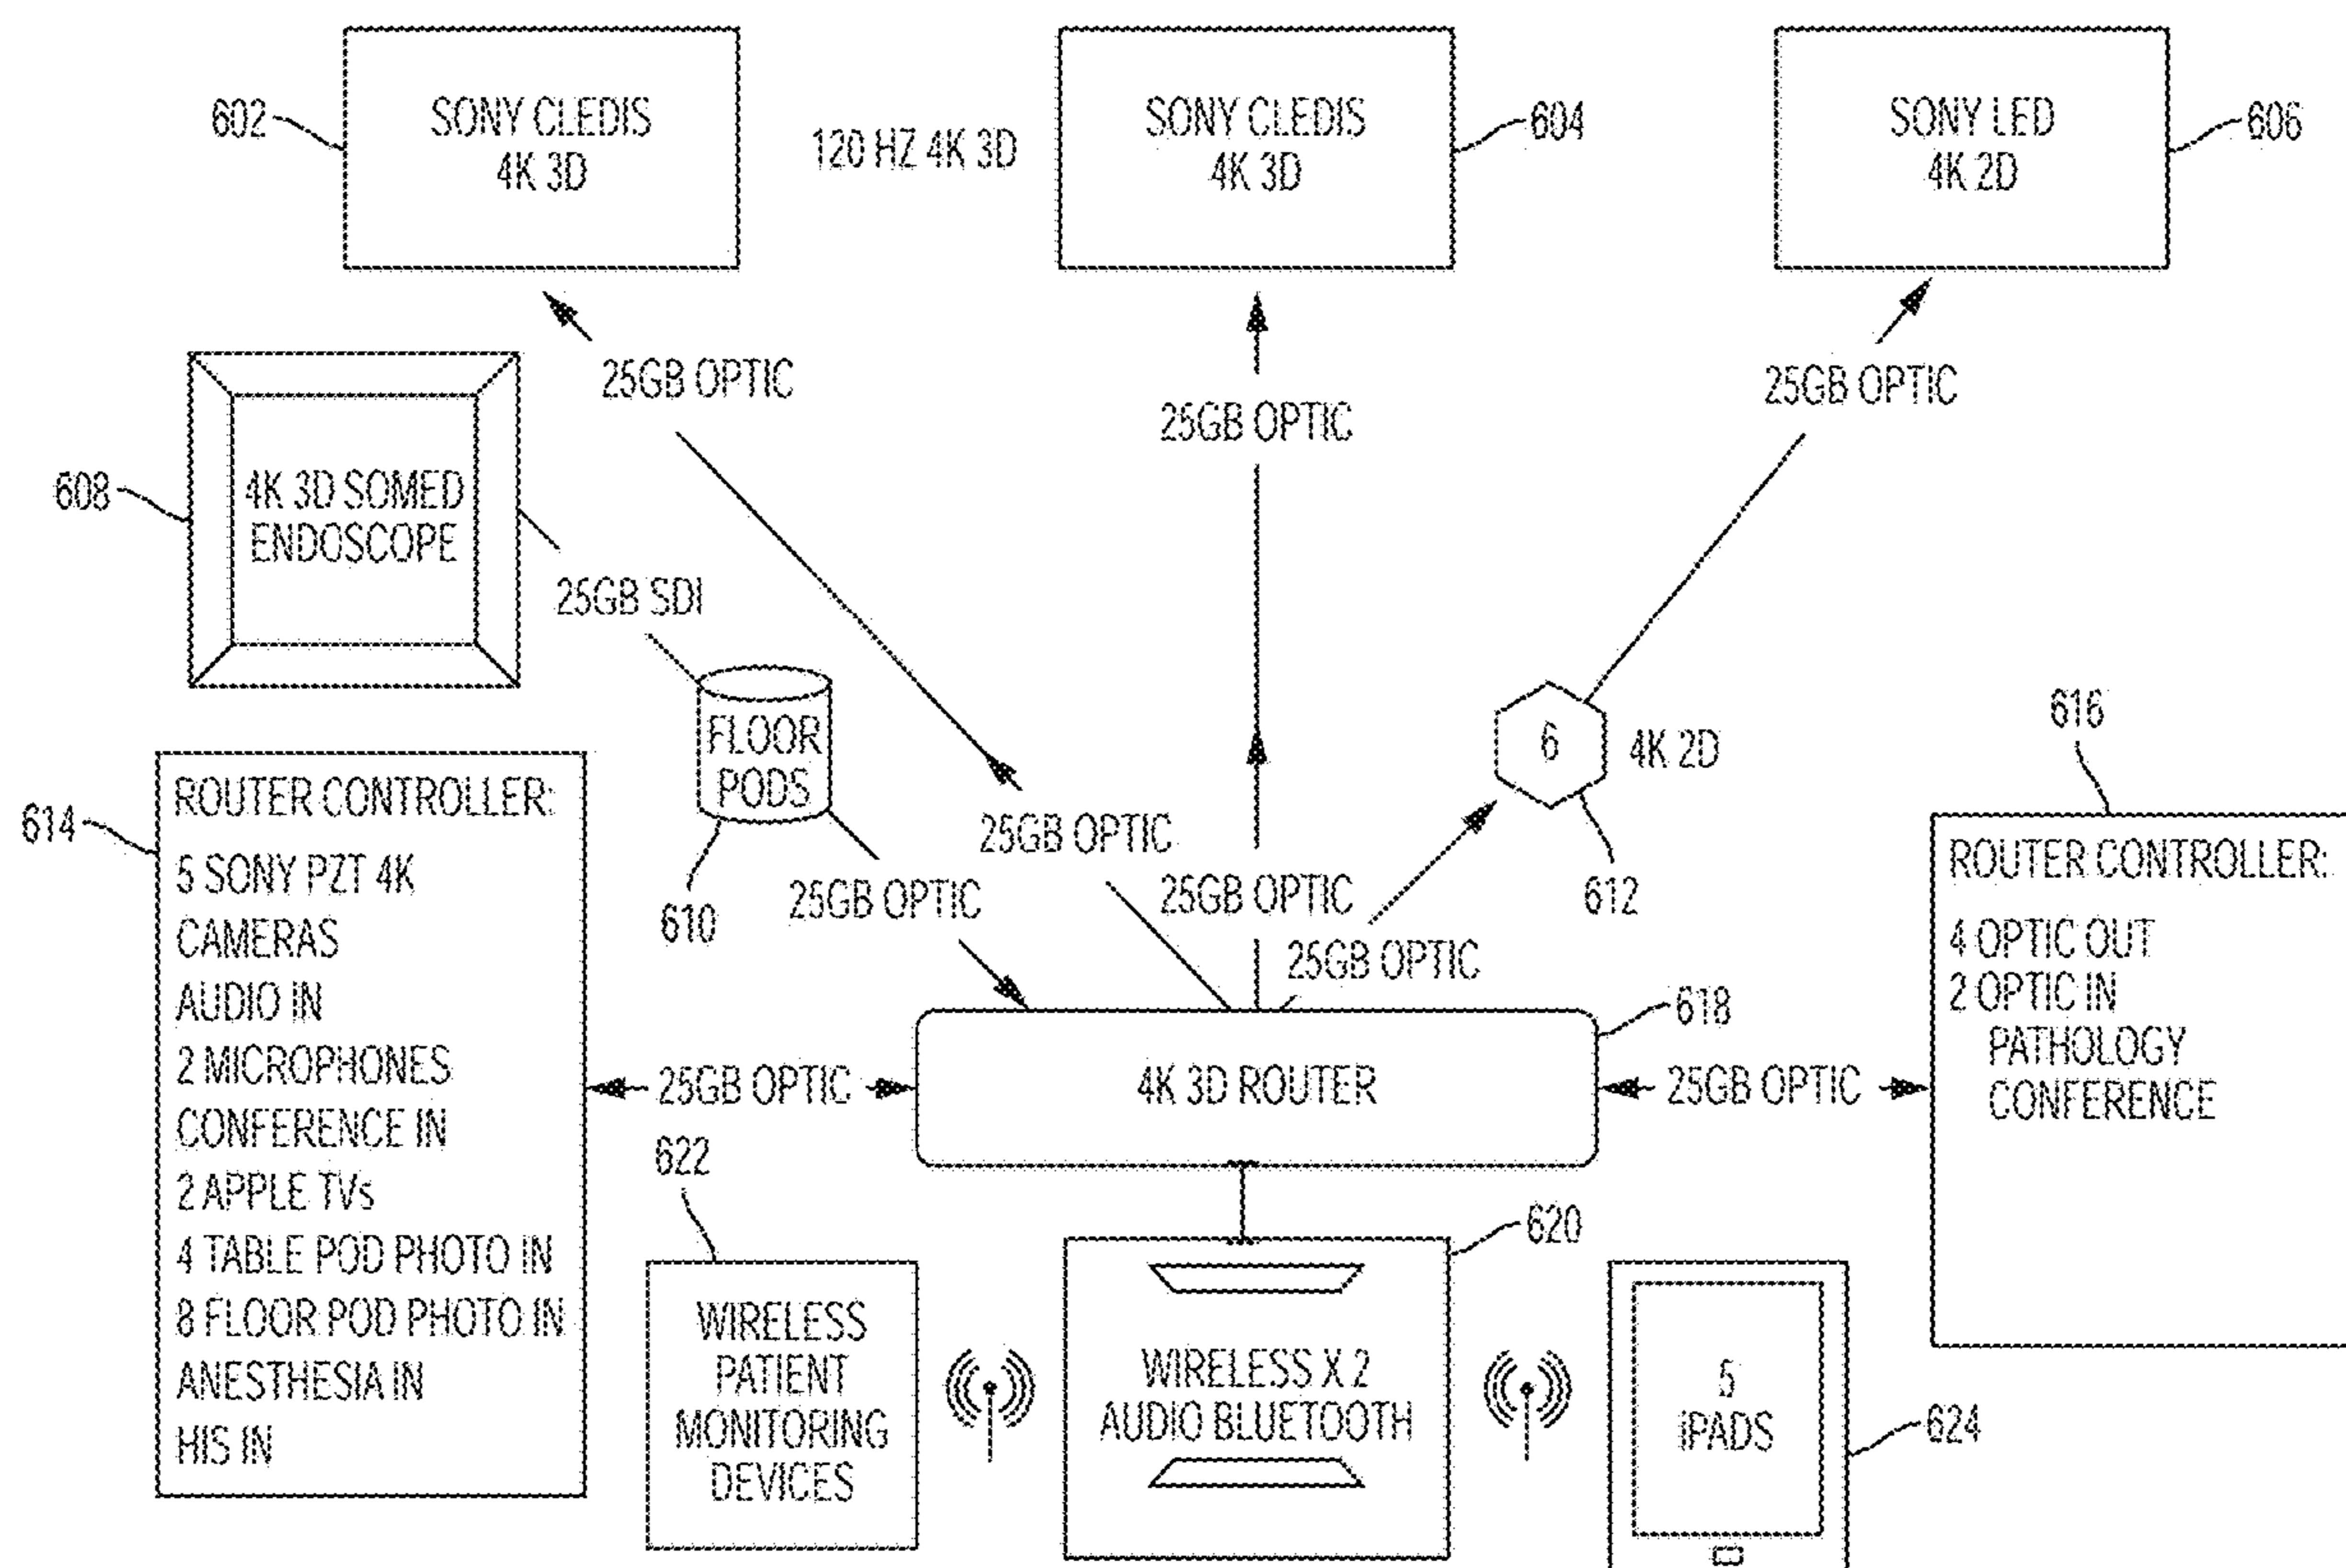 602
SONY CLEDIS
4K 3D
120 HZ 4K 3D
SONY CLEDIS
4K 3D
604
SONY LED
4K 2D
606
25GB OPTIC
25GB OPTIC
25GB OPTIC
608
4K 3D SOMED
ENDOSCOPE
25GB SDI
FLOOR
PODS
610
6
4K 2D
612
25GB OPTIC
25GB OPTIC
25GB OPTIC
25GB OPTIC
614
ROUTER CONTROLLER:
5 SONY PZT 4K
CAMERAS
AUDIO IN
2 MICROPHONES
CONFERENCE IN
2 APPLE TVs
4 TABLE POD PHOTO IN
8 FLOOR POD PHOTO IN
ANESTHESIA IN
HIS IN
616
ROUTER CONTROLLER:
4 OPTIC OUT
2 OPTIC IN
PATHOLOGY
CONFERENCE
25GB OPTIC
4K 3D ROUTER
618
25GB OPTIC
622
WIRELESS
PATIENT
MONITORING
DEVICES
620
WIRELESS X 2
AUDIO BLUETOOTH
5
iPADS
624